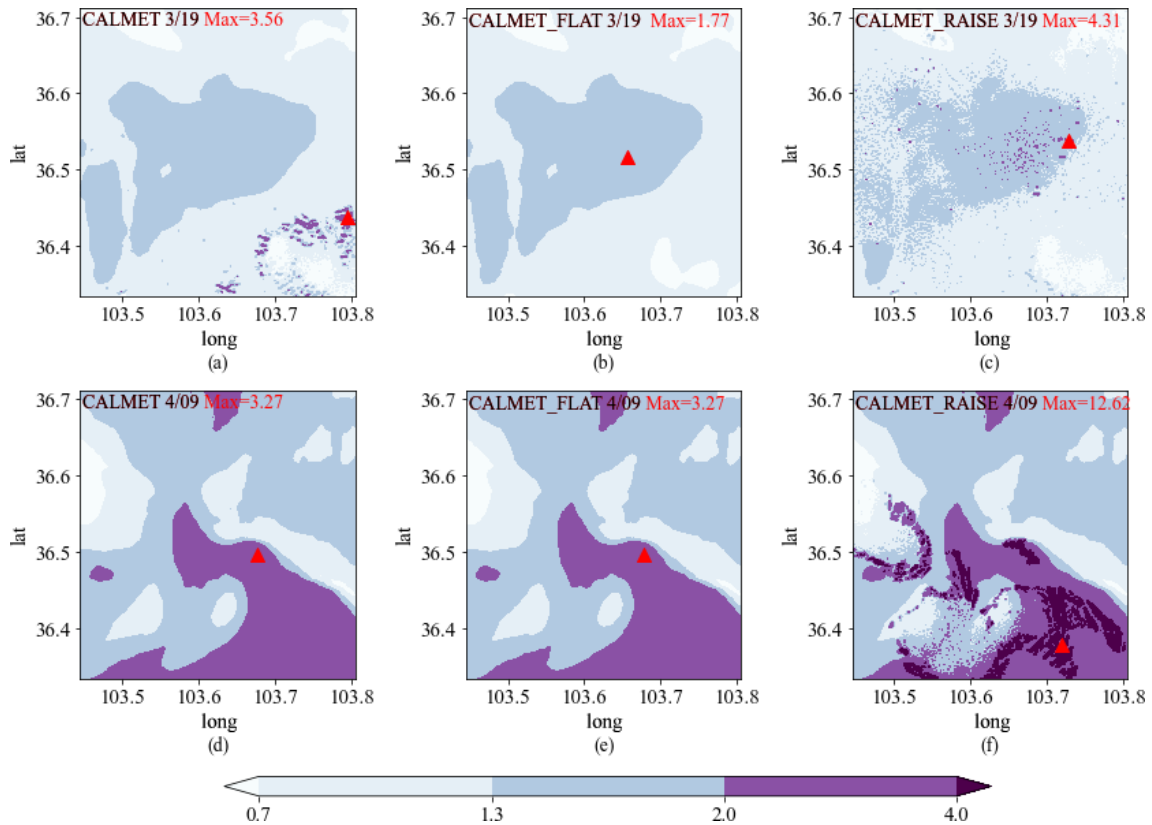 CALMET 3/19 Max=3.56
36.7
36.6
36.5
36.4
lat
103.5 103.6 103.7 103.8
long
(a)
CALMET_FLAT 3/19 Max=1.77
36.7
36.6
36.5
36.4
lat
103.5 103.6 103.7 103.8
long
(b)
CALMET_RAISE 3/19 Max=4.31
36.7
36.6
36.5
36.4
lat
103.5 103.6 103.7 103.8
long
(c)
CALMET 4/09 Max=3.27
36.7
36.6
36.5
36.4
lat
103.5 103.6 103.7 103.8
long
(d)
CALMET_FLAT 4/09 Max=3.27
36.7
36.6
36.5
36.4
lat
103.5 103.6 103.7 103.8
long
(e)
CALMET_RAISE 4/09 Max=12.62
36.7
36.6
36.5
36.4
lat
103.5 103.6 103.7 103.8
long
(f)
0.7 1.3 2.0 4.0